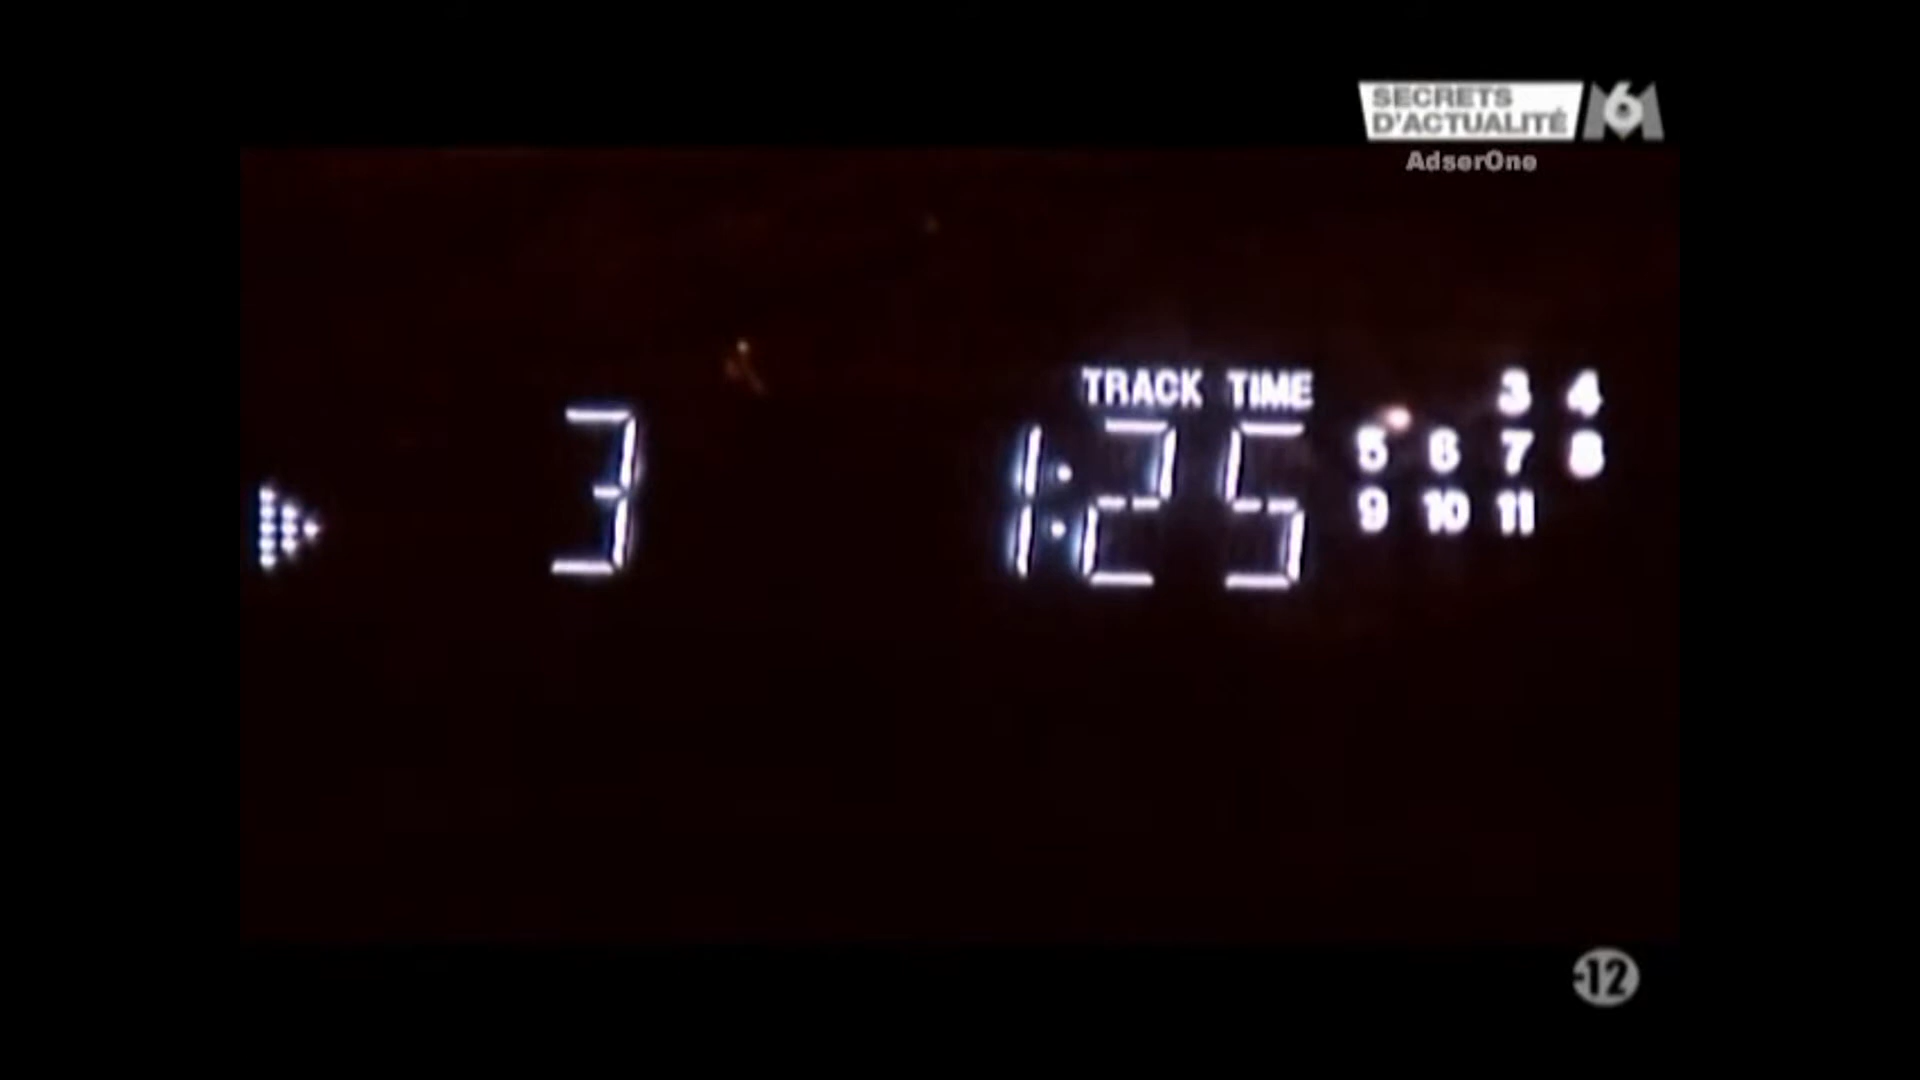 SECRETS
D'ACTUALITÉ M6
AdserOne
TRACK TIME
3 1:25
3 4
5 6 7 8
9 10 11
-12